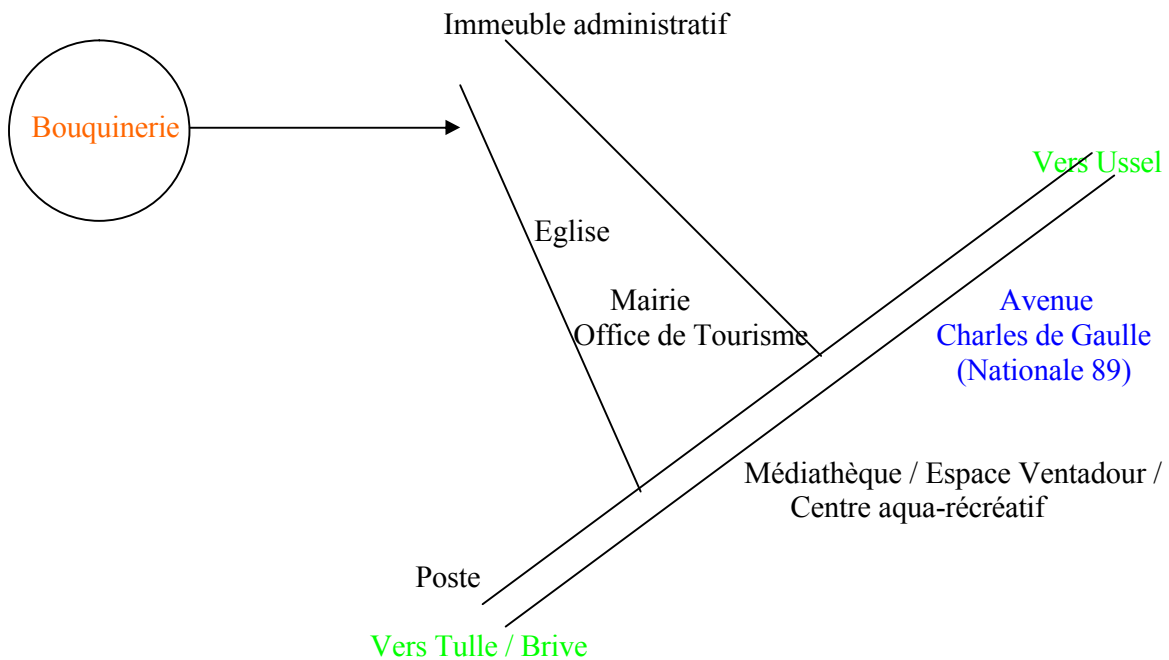 Immeuble administratif
Bouquinerie
Vers Ussel
Eglise
Mairie
Office de Tourisme
Avenue
Charles de Gaulle
(Nationale 89)
Médiathèque / Espace Ventadour /
Centre aqua-récréatif
Poste
Vers Tulle / Brive